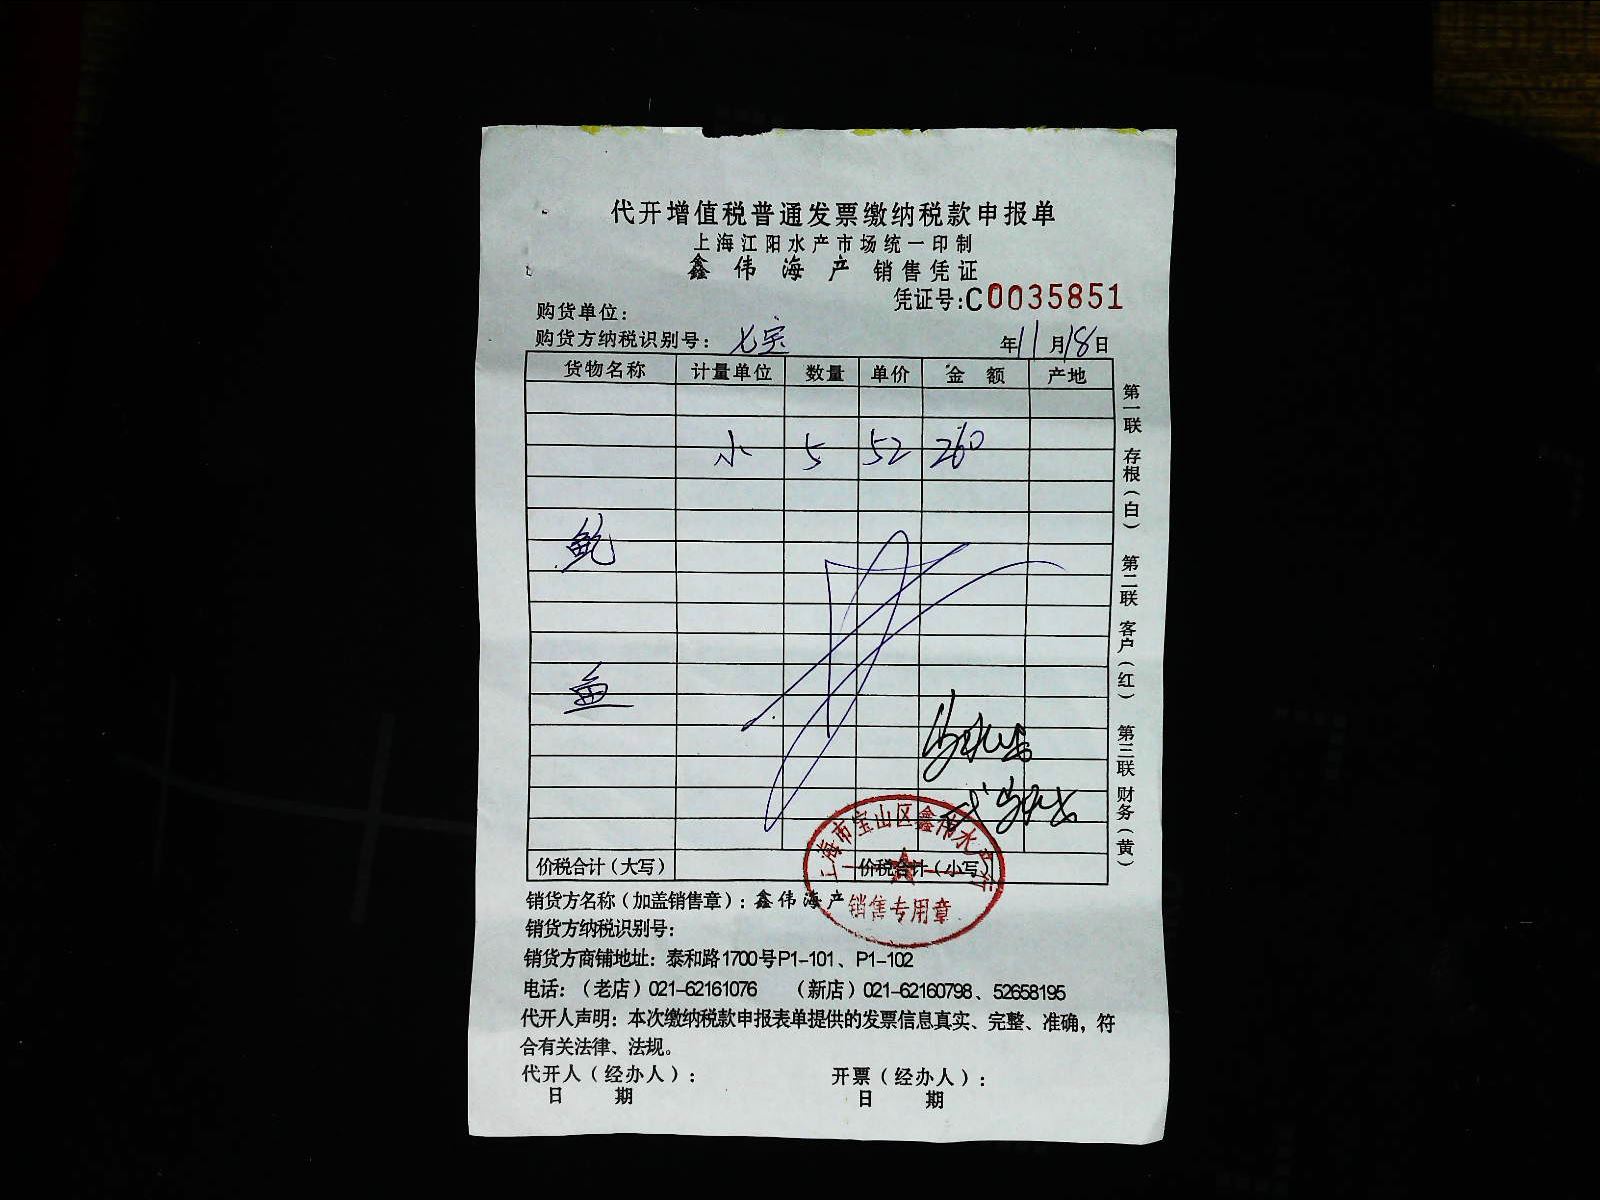 代开增值税普通发票缴纳税款申报单
上海江阳水产市场统一印制
鑫伟海产 销售凭证
凭证号:C0035851
购货单位:
购货方纳税识别号: 七宝 年11月18日
货物名称 计量单位 数量 单价 金额 产地
小 5 52 260
鲍
鱼
价税合计(大写) 价税合计(小写)
第一联 存根(白) 第二联 客户(红) 第三联 财务(黄)
上海市宝山区鑫伟水产行
销售专用章
销货方名称(加盖销售章): 鑫伟海产
销货方纳税识别号:
销货方商铺地址: 泰和路1700号P1-101、P1-102
电话:(老店)021-62161076 (新店)021-62160798、52658195
代开人声明: 本次缴纳税款申报表单提供的发票信息真实、完整、准确,符
合有关法律、法规。
代开人(经办人): 开票(经办人):
日期 日期